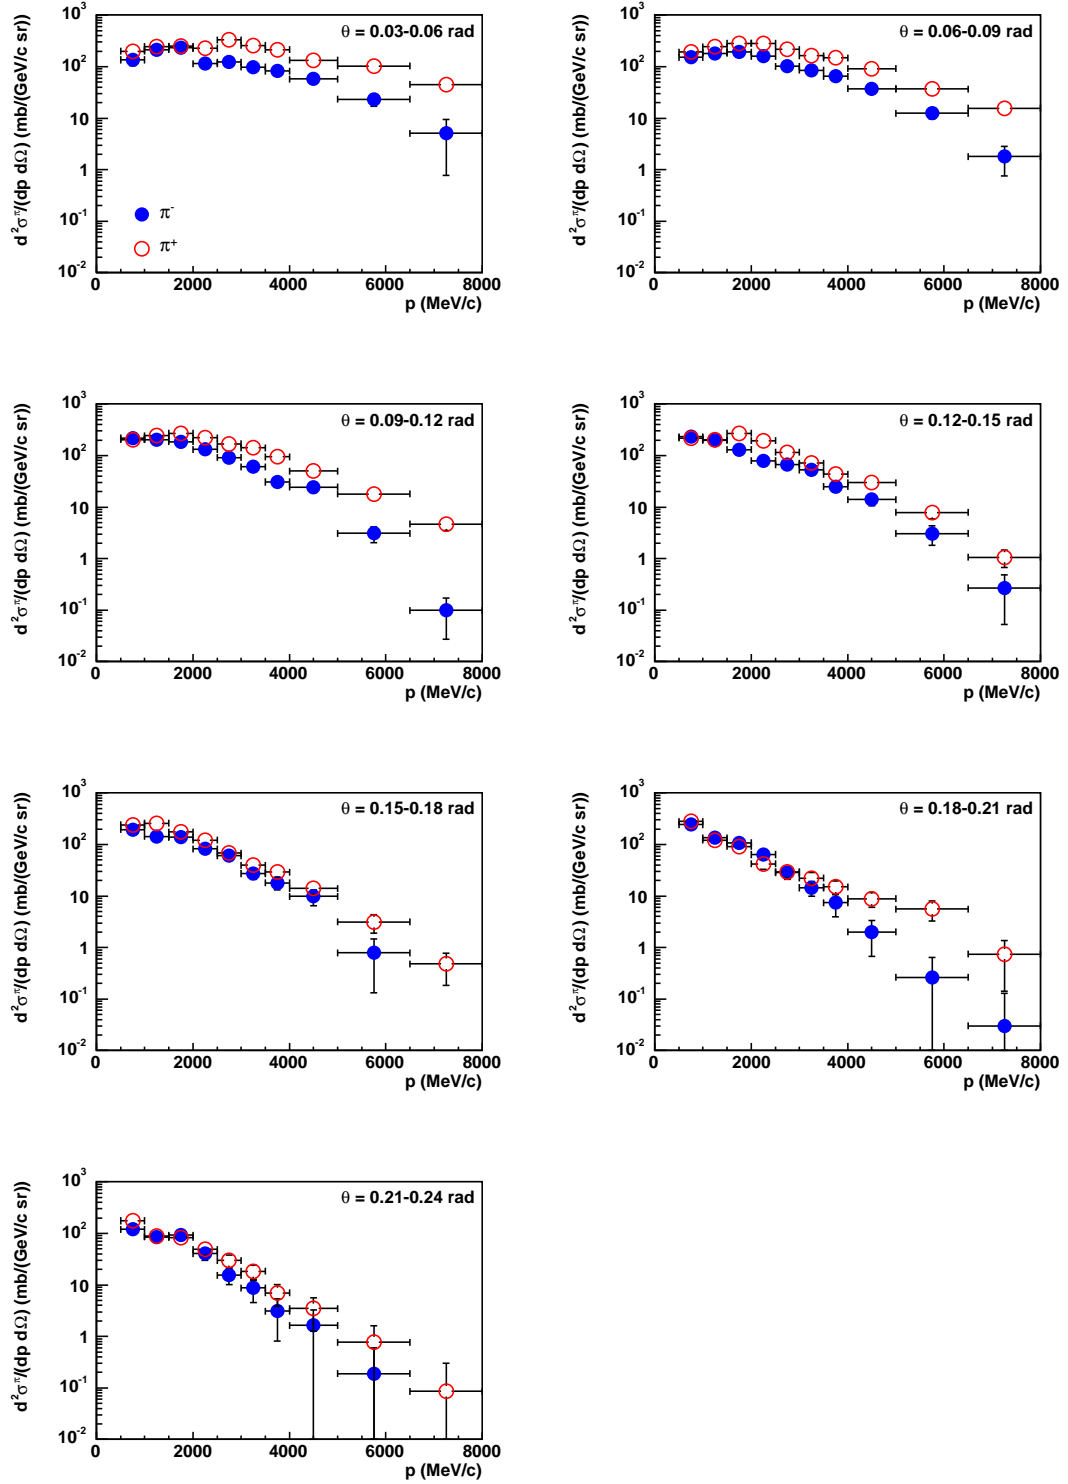 θ = 0.03-0.06 rad
d²σ^π/(dp dΩ) (mb/(GeV/c sr))
10³
10²
10
1
10⁻¹
10⁻²
π⁻
π⁺
0 2000 4000 6000 8000
p (MeV/c)
θ = 0.06-0.09 rad
d²σ^π/(dp dΩ) (mb/(GeV/c sr))
10³
10²
10
1
10⁻¹
10⁻²
0 2000 4000 6000 8000
p (MeV/c)
θ = 0.09-0.12 rad
d²σ^π/(dp dΩ) (mb/(GeV/c sr))
10³
10²
10
1
10⁻¹
10⁻²
0 2000 4000 6000 8000
p (MeV/c)
θ = 0.12-0.15 rad
d²σ^π/(dp dΩ) (mb/(GeV/c sr))
10³
10²
10
1
10⁻¹
10⁻²
0 2000 4000 6000 8000
p (MeV/c)
θ = 0.15-0.18 rad
d²σ^π/(dp dΩ) (mb/(GeV/c sr))
10³
10²
10
1
10⁻¹
10⁻²
0 2000 4000 6000 8000
p (MeV/c)
θ = 0.18-0.21 rad
d²σ^π/(dp dΩ) (mb/(GeV/c sr))
10³
10²
10
1
10⁻¹
10⁻²
0 2000 4000 6000 8000
p (MeV/c)
θ = 0.21-0.24 rad
d²σ^π/(dp dΩ) (mb/(GeV/c sr))
10³
10²
10
1
10⁻¹
10⁻²
0 2000 4000 6000 8000
p (MeV/c)